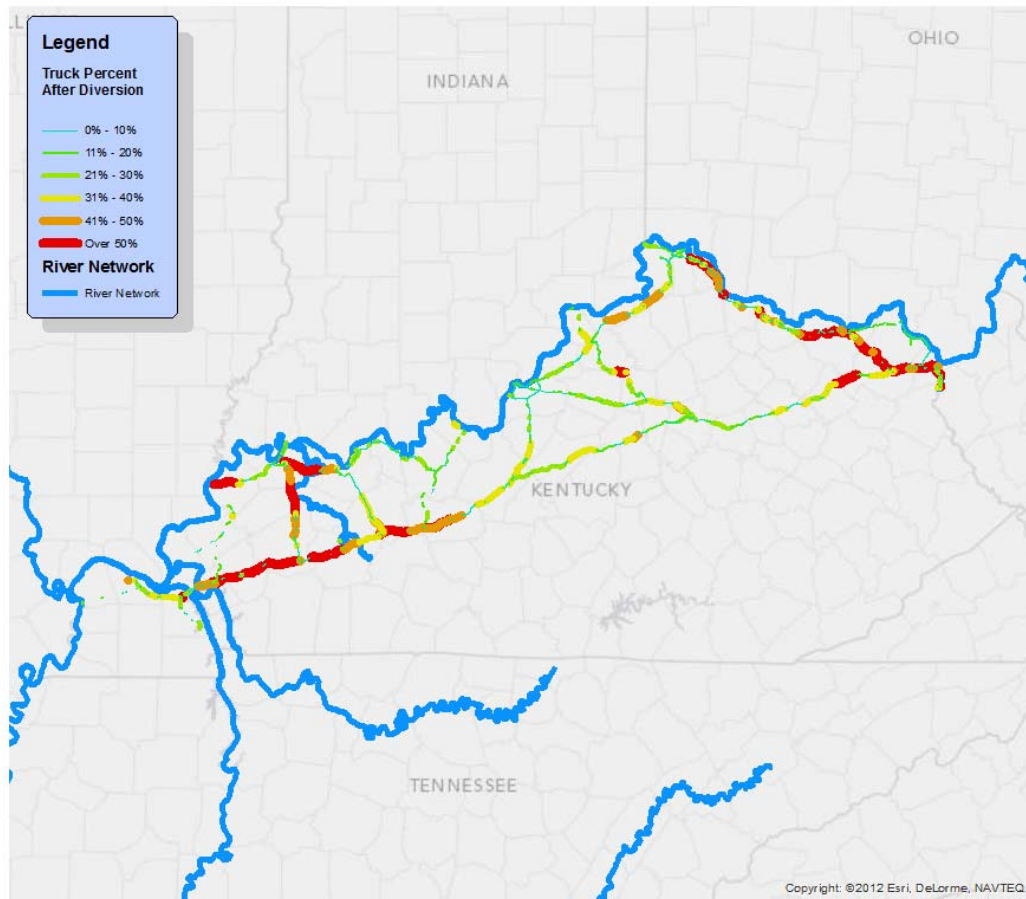 Legend
Truck Percent
After Diversion
0% - 10%
11% - 20%
21% - 30%
31% - 40%
41% - 50%
Over 50%
River Network
River Network
OHIO
INDIANA
KENTUCKY
TENNESSEE
Copyright: ©2012 Esri, DeLorme, NAVTEQ